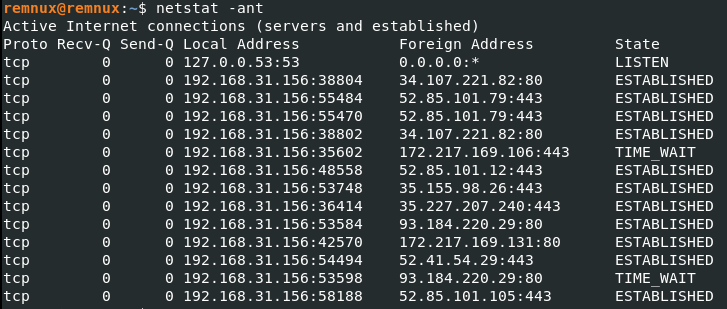 remnux@remnux:~$ netstat -ant
Active Internet connections (servers and established)
Proto Recv-Q Send-Q Local Address           Foreign Address         State
tcp        0      0 127.0.0.53:53           0.0.0.0:*               LISTEN
tcp        0      0 192.168.31.156:38804    34.107.221.82:80        ESTABLISHED
tcp        0      0 192.168.31.156:55484    52.85.101.79:443        ESTABLISHED
tcp        0      0 192.168.31.156:55470    52.85.101.79:443        ESTABLISHED
tcp        0      0 192.168.31.156:38802    34.107.221.82:80        ESTABLISHED
tcp        0      0 192.168.31.156:35602    172.217.169.106:443     TIME_WAIT
tcp        0      0 192.168.31.156:48558    52.85.101.12:443        ESTABLISHED
tcp        0      0 192.168.31.156:53748    35.155.98.26:443        ESTABLISHED
tcp        0      0 192.168.31.156:36414    35.227.207.240:443      ESTABLISHED
tcp        0      0 192.168.31.156:53584    93.184.220.29:80        ESTABLISHED
tcp        0      0 192.168.31.156:42570    172.217.169.131:80      ESTABLISHED
tcp        0      0 192.168.31.156:54494    52.41.54.29:443         ESTABLISHED
tcp        0      0 192.168.31.156:53598    93.184.220.29:80        TIME_WAIT
tcp        0      0 192.168.31.156:58188    52.85.101.105:443       ESTABLISHED